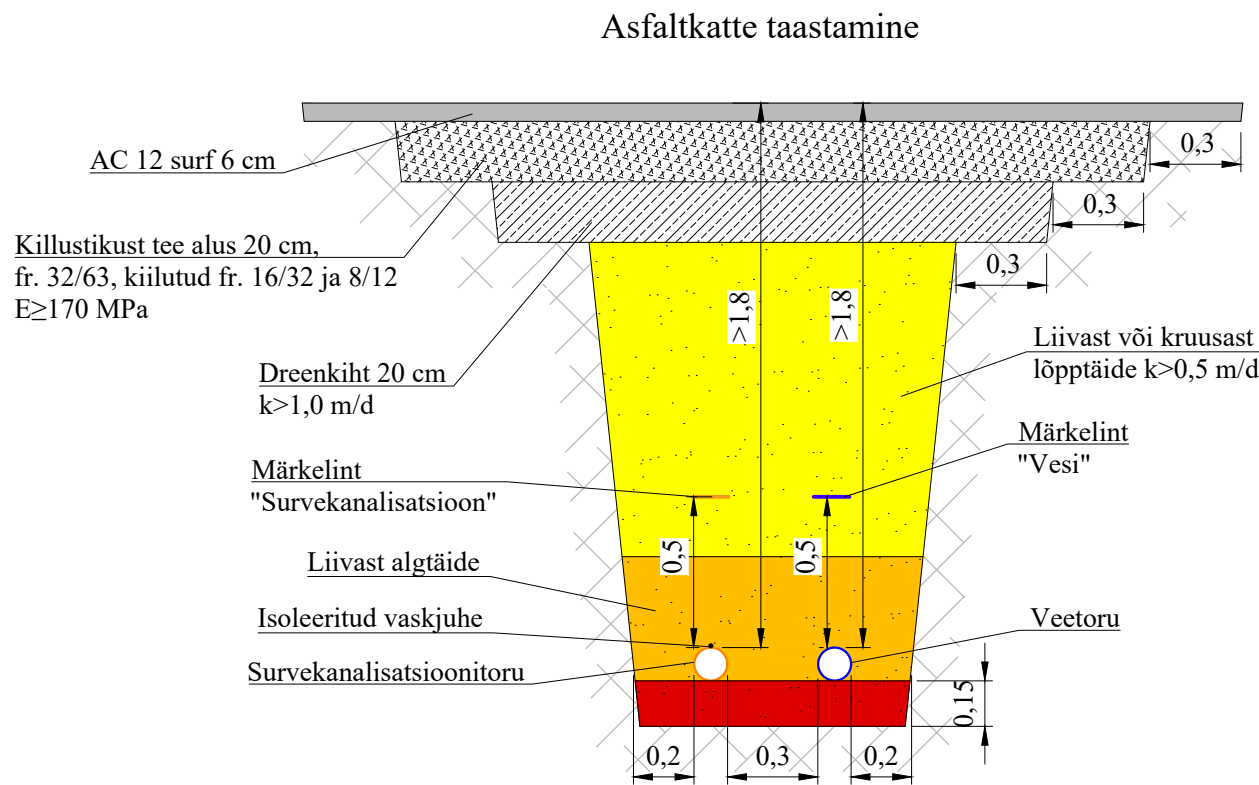 Asfaltkatte taastamine
AC 12 surf 6 cm
Killustikust tee alus 20 cm,
fr. 32/63, kiilutud fr. 16/32 ja 8/12
E≥170 MPa
Dreenkiht 20 cm
k>1,0 m/d
Märkelint
"Survekanalisatsioon"
Liivast algtäide
Isoleeritud vaskjuhe
Survekanalisatsioonitoru
0,3
0,3
0,3
>1,8
>1,8
Liivast või kruusast
lõpptäide k>0,5 m/d
Märkelint
"Vesi"
0,5
0,5
Veetoru
0,15
0,2
0,3
0,2